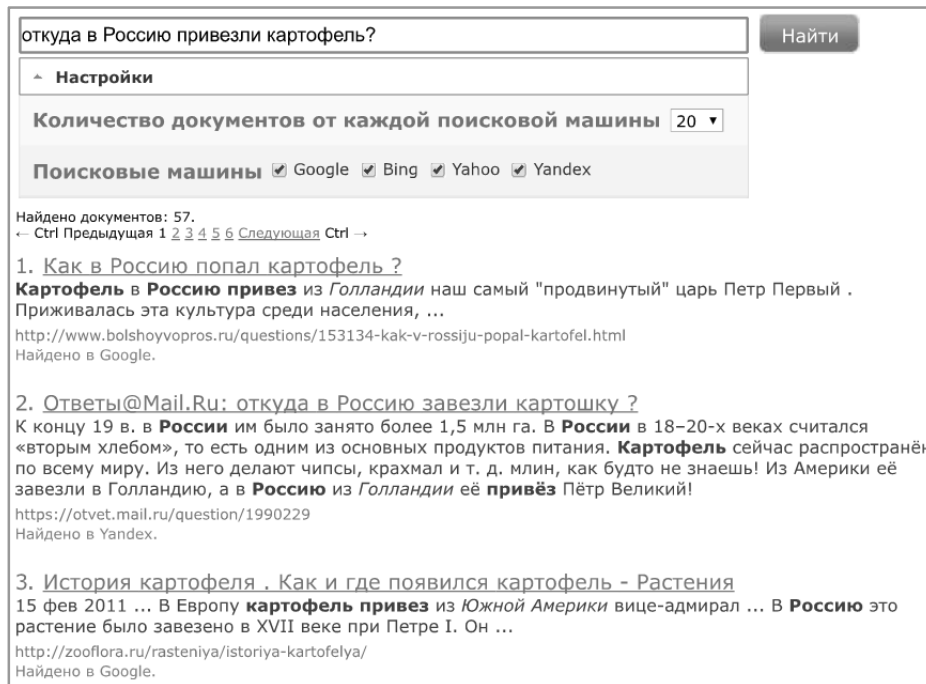 откуда в Россию привезли картофель?
Найти
Настройки
Количество документов от каждой поисковой машины 20
Поисковые машины Google Bing Yahoo Yandex
Найдено документов: 57.
← Ctrl Предыдущая 1 2 3 4 5 6 Следующая Ctrl →
1. Как в Россию попал картофель ?
Картофель в Россию привез из Голландии наш самый "продвинутый" царь Петр Первый .
Приживалась эта культура среди населения, ...
http://www.bolshoyvopros.ru/questions/153134-kak-v-rossiju-popal-kartofel.html
Найдено в Google.
2. Ответы@Mail.Ru: откуда в Россию завезли картошку ?
К концу 19 в. в России им было занято более 1,5 млн га. В России в 18–20-х веках считался
«вторым хлебом», то есть одним из основных продуктов питания. Картофель сейчас распространён
по всему миру. Из него делают чипсы, крахмал и т. д. млин, как будто не знаешь! Из Америки её
завезли в Голландию, а в Россию из Голландии её привёз Пётр Великий!
https://otvet.mail.ru/question/1990229
Найдено в Yandex.
3. История картофеля . Как и где появился картофель - Растения
15 фев 2011 ... В Европу картофель привез из Южной Америки вице-адмирал ... В Россию это
растение было завезено в XVII веке при Петре I. Он ...
http://zooflora.ru/rasteniya/istoriya-kartofelya/
Найдено в Google.